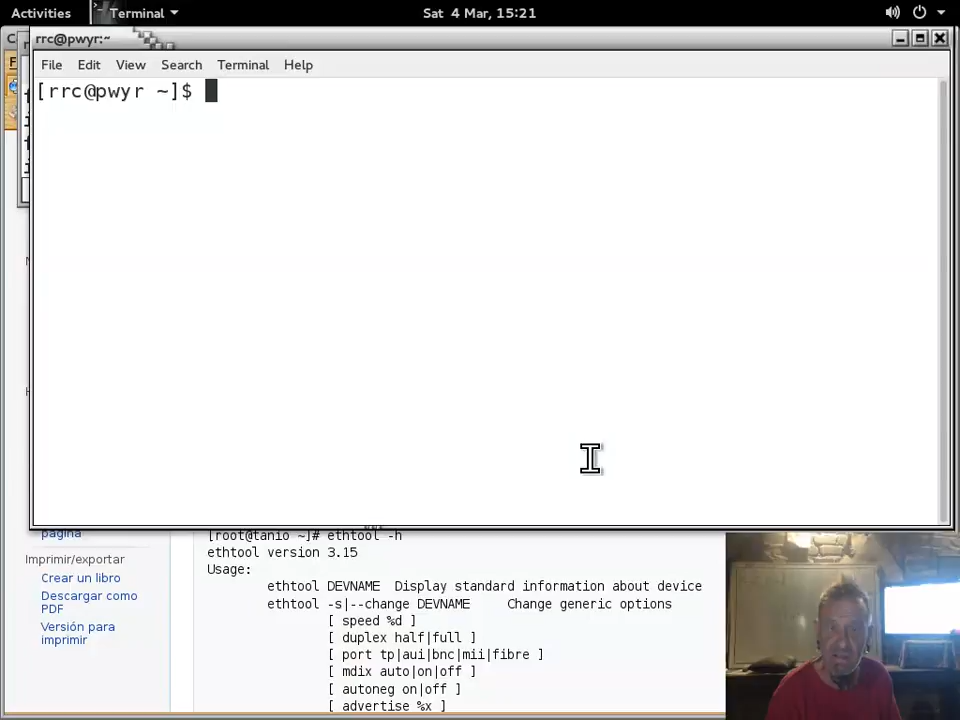 Activities
Terminal
Sat 4 Mar, 15:21
rrc@pwyr:~
File Edit View Search Terminal Help
[rrc@pwyr ~]$
página
Imprimir/exportar
Crear un libro
Descargar como
PDF
Versión para
imprimir
[root@tanio ~]# ethtool -h
ethtool version 3.15
Usage:
ethtool DEVNAME Display standard information about device
ethtool -s|--change DEVNAME Change generic options
[ speed %d ]
[ duplex half|full ]
[ port tp|aui|bnc|mii|fibre ]
[ mdix auto|on|off ]
[ autoneg on|off ]
[ advertise %x ]